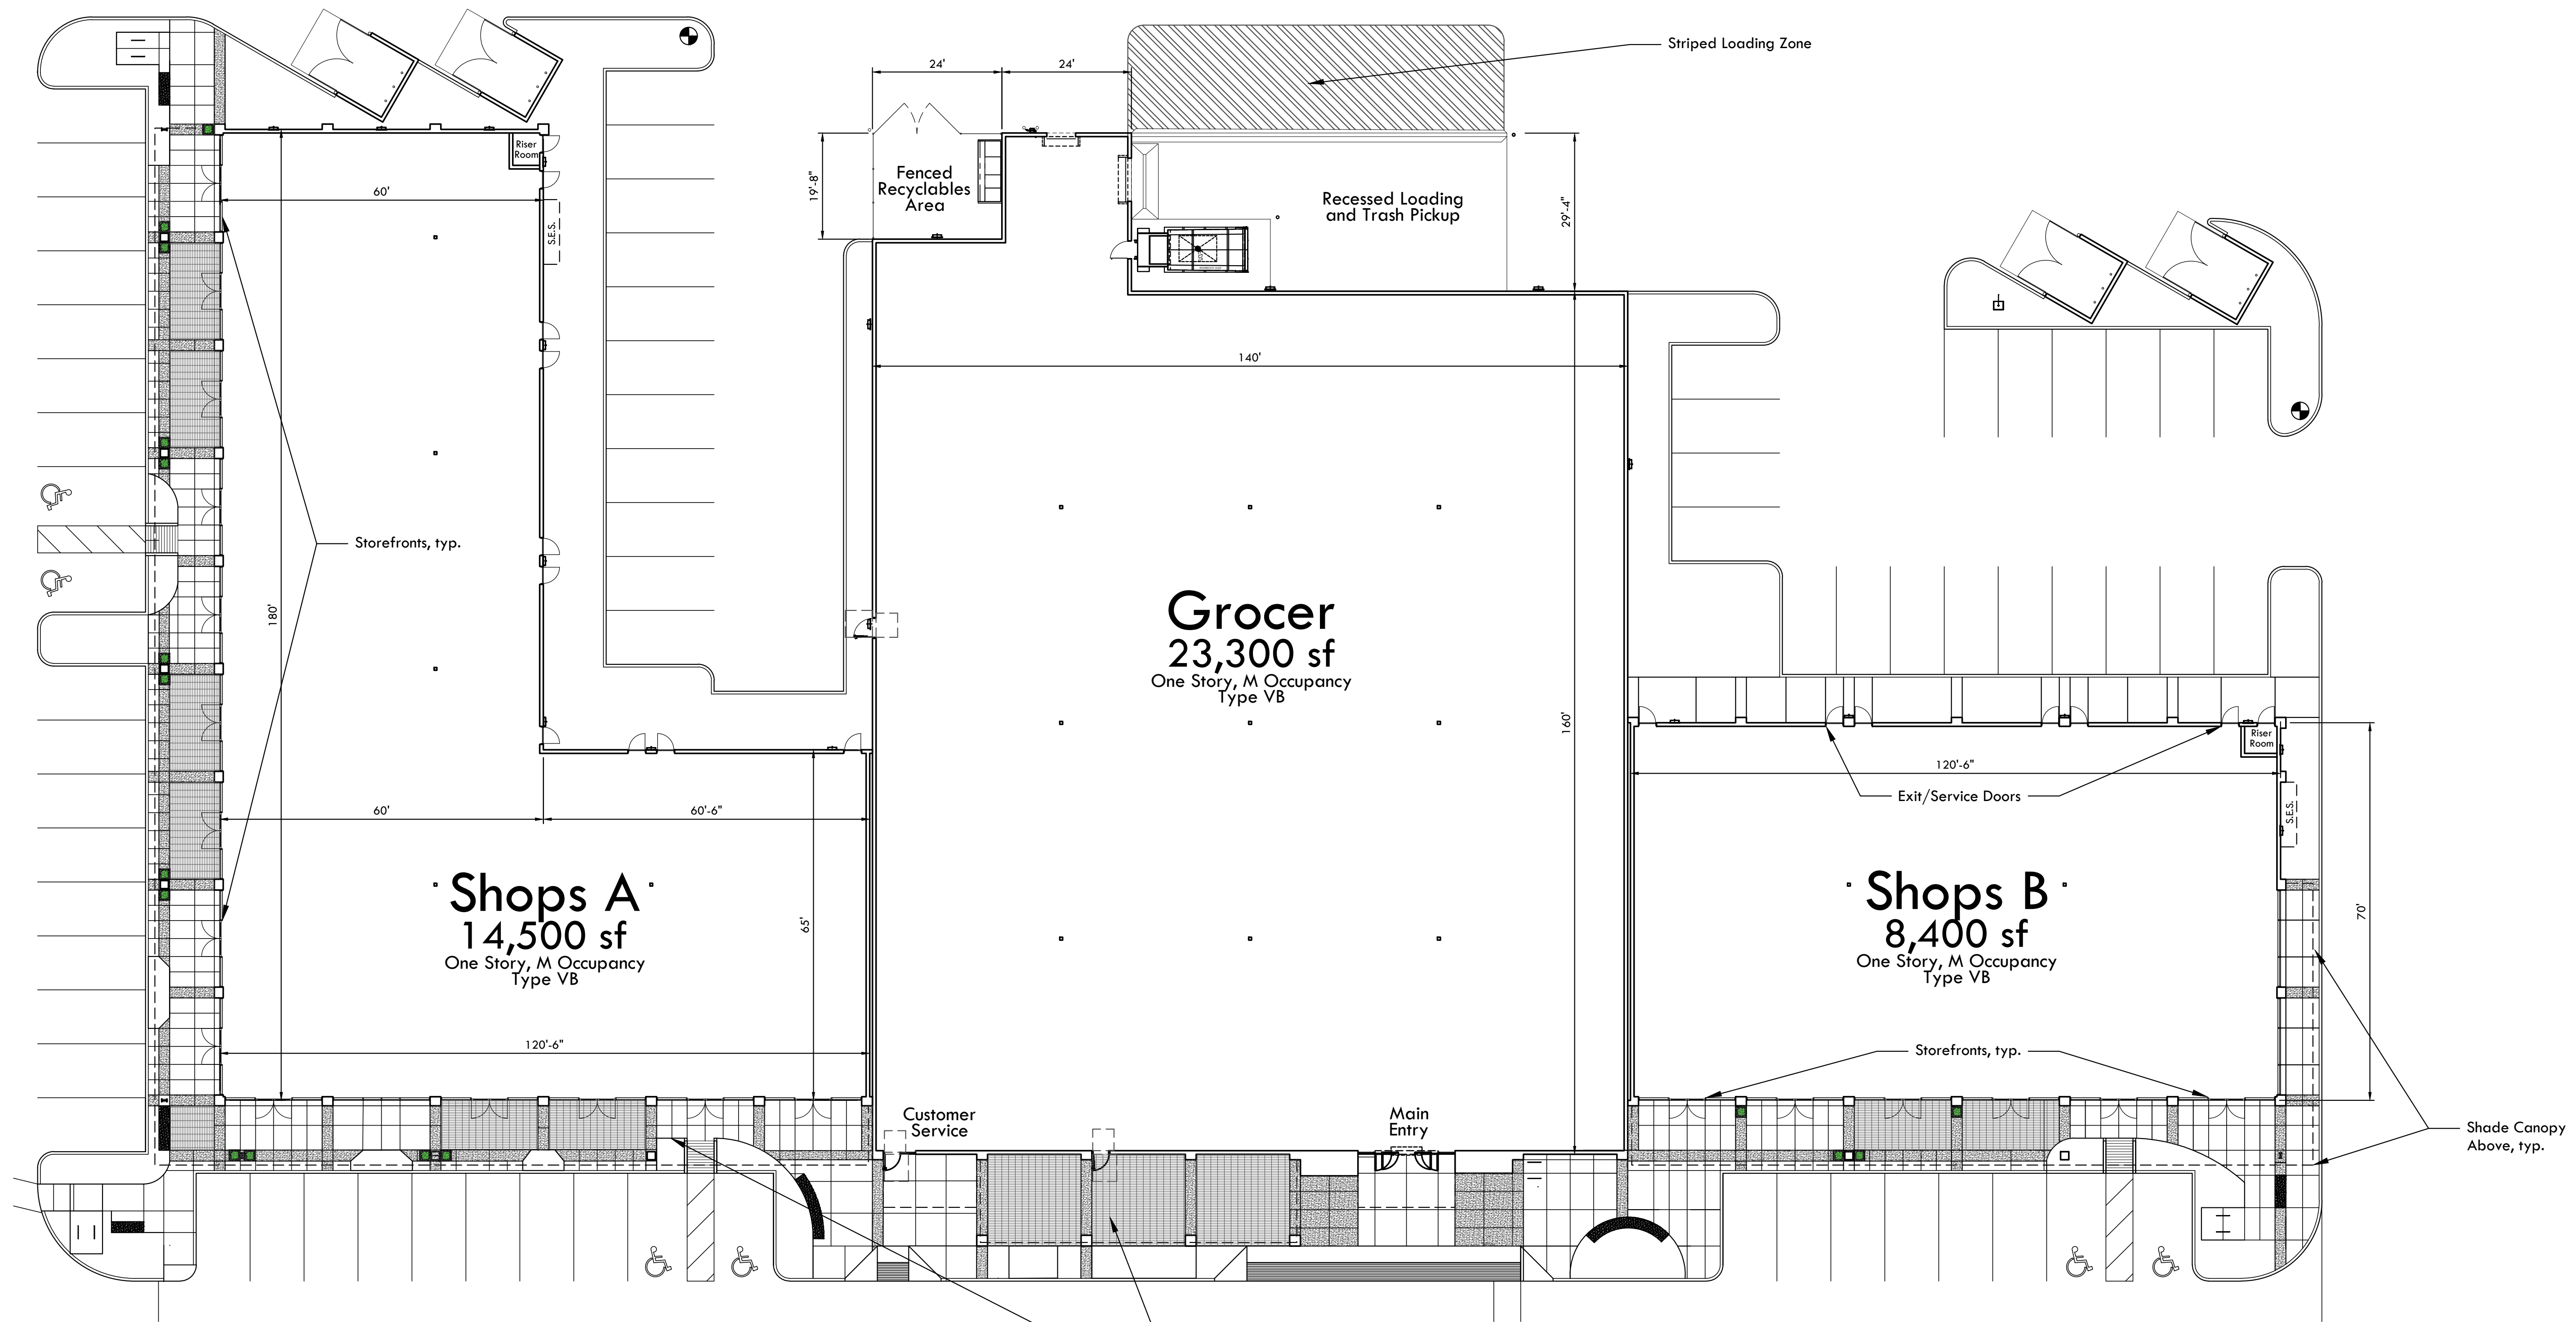 Striped Loading Zone
24'
24'
Riser
Room
Fenced
Recyclables
Area
19'-8"
Recessed Loading
and Trash Pickup
29'-4"
60'
S.E.S.
140'
Storefronts, typ.
180'
Grocer
23,300 sf
One Story, M Occupancy
Type VB
160'
Riser
Room
120'-6"
Exit/Service Doors
S.E.S.
60'
60'-6"
65'
Shops A
14,500 sf
One Story, M Occupancy
Type VB
Shops B
8,400 sf
One Story, M Occupancy
Type VB
70'
120'-6"
Storefronts, typ.
Customer
Service
Main
Entry
Shade Canopy
Above, typ.